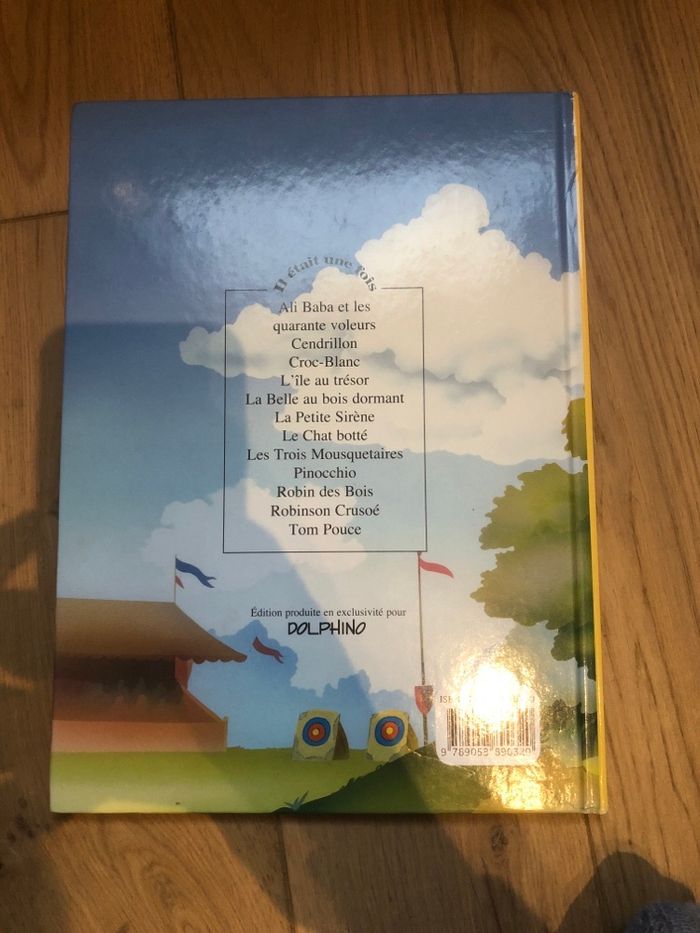 Il était une fois
Ali Baba et les
quarante voleurs
Cendrillon
Croc-Blanc
L'île au trésor
La Belle au bois dormant
La Petite Sirène
Le Chat botté
Les Trois Mousquetaires
Pinocchio
Robin des Bois
Robinson Crusoé
Tom Pouce
Édition produite en exclusivité pour
DOLPHINO